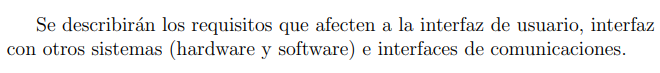 Se describirán los requisitos que afecten a la interfaz de usuario, interfaz
con otros sistemas (hardware y software) e interfaces de comunicaciones.